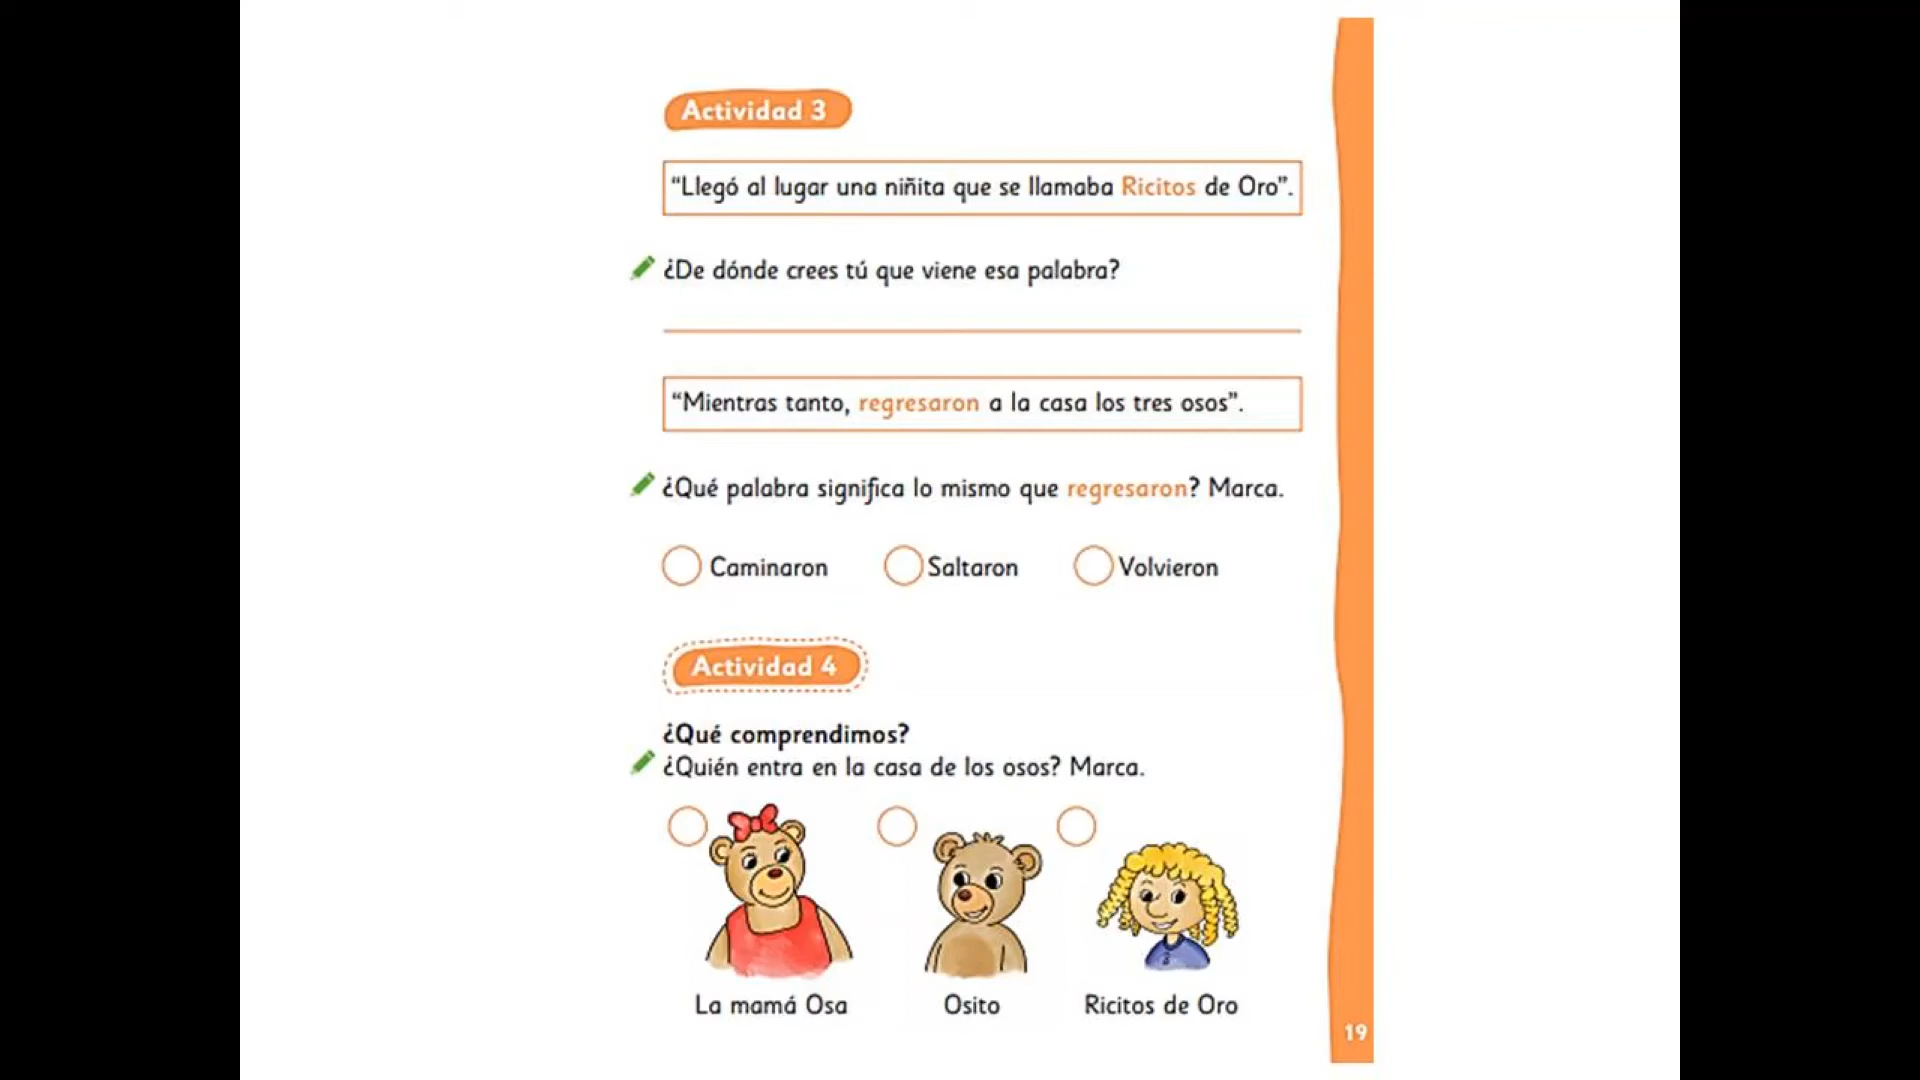 Actividad 3
“Llegó al lugar una niñita que se llamaba Ricitos de Oro”.
¿De dónde crees tú que viene esa palabra?
“Mientras tanto, regresaron a la casa los tres osos”.
¿Qué palabra significa lo mismo que regresaron? Marca.
Caminaron Saltaron Volvieron
Actividad 4
¿Qué comprendimos?
¿Quién entra en la casa de los osos? Marca.
La mamá Osa Osito Ricitos de Oro
19